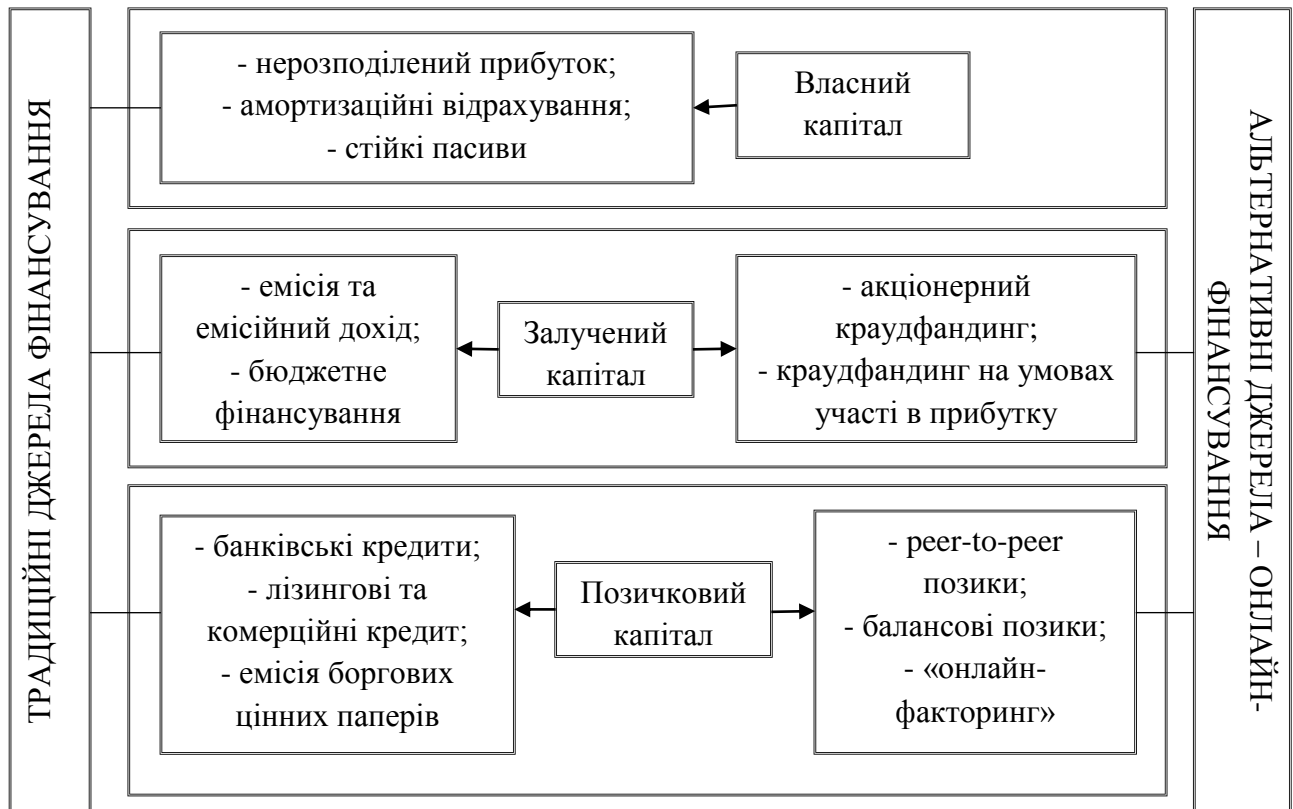 ТРАДИЦІЙНІ ДЖЕРЕЛА ФІНАНСУВАННЯ
- нерозподілений прибуток;
- амортизаційні відрахування;
- стійкі пасиви
Власний
капітал
- емісія та
емісійний дохід;
- бюджетне
фінансування
Залучений
капітал
- акціонерний
краудфандинг;
- краудфандинг на умовах
участі в прибутку
- банківські кредити;
- лізингові та
комерційні кредит;
- емісія боргових
цінних паперів
Позичковий
капітал
- peer-to-peer
позики;
- балансові позики;
- «онлайн-
факторинг»
АЛЬТЕРНАТИВНІ ДЖЕРЕЛА – ОНЛАЙН-
ФІНАНСУВАННЯ